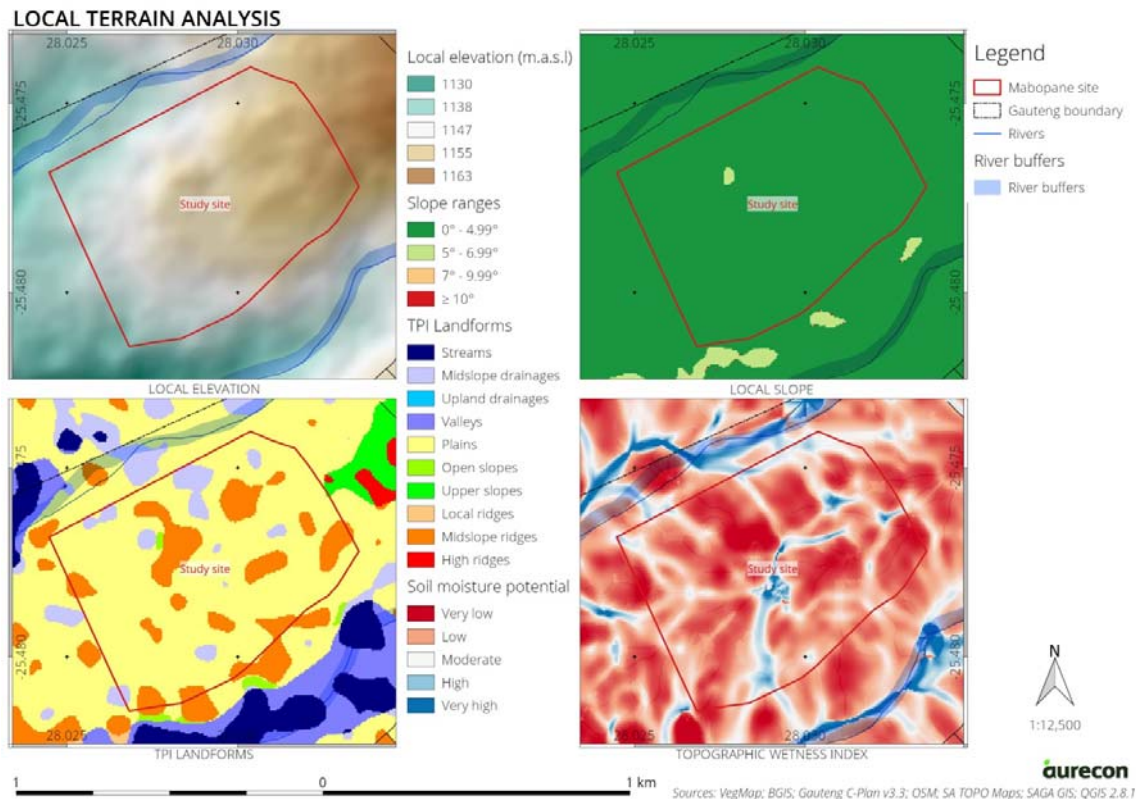 LOCAL TERRAIN ANALYSIS
28.025 28.030
-25.475
-25.480
Study site
LOCAL ELEVATION
Local elevation (m.a.s.l)
1130
1138
1147
1155
1163
Slope ranges
0° - 4.99°
5° - 6.99°
7° - 9.99°
≥ 10°
TPI Landforms
Streams
Midslope drainages
Upland drainages
Valleys
Plains
Open slopes
Upper slopes
Local ridges
Midslope ridges
High ridges
Soil moisture potential
Very low
Low
Moderate
High
Very high
28.025 28.030
-25.475
-25.480
Study site
LOCAL SLOPE
Legend
Mabopane site
Gauteng boundary
Rivers
River buffers
River buffers
-25.475
-25.480
Study site
28.025 28.030
TPI LANDFORMS
-25.475
-25.480
Study site
28.025 28.030
TOPOGRAPHIC WETNESS INDEX
N
1:12,500
aurecon
1 0 1 km
Sources: VegMap; BGIS; Gauteng C-Plan v3.3; OSM; SA TOPO Maps; SAGA GIS; QGIS 2.8.1